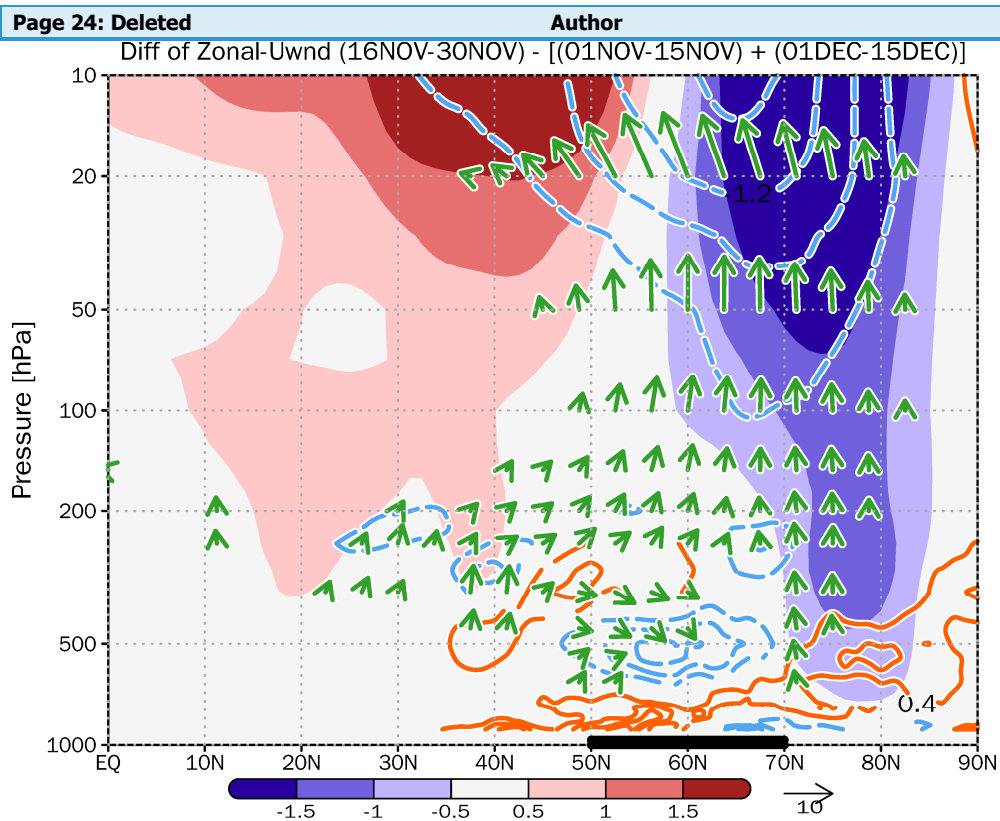 Page 24: Deleted Author
Diff of Zonal-Uwnd (16NOV-30NOV) - [(01NOV-15NOV) + (01DEC-15DEC)]
10
20
50
100
200
500
1000
Pressure [hPa]
1.2
0.4
EQ 10N 20N 30N 40N 50N 60N 70N 80N 90N
-1.5 -1 -0.5 0.5 1 1.5
10